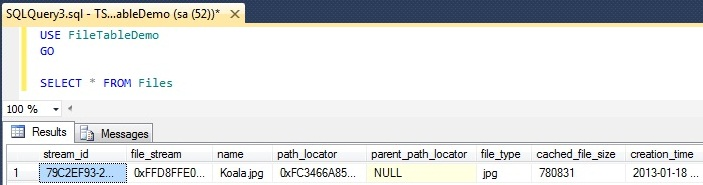 SQLQuery3.sql - TS...ableDemo (sa (52))*
USE FileTableDemo
GO
SELECT * FROM Files
100 %
Results Messages
stream_id file_stream name path_locator parent_path_locator file_type cached_file_size creation_time
1 79C2EF93-2... 0xFFD8FFE0... Koala.jpg 0xFC3466A85... NULL jpg 780831 2013-01-18